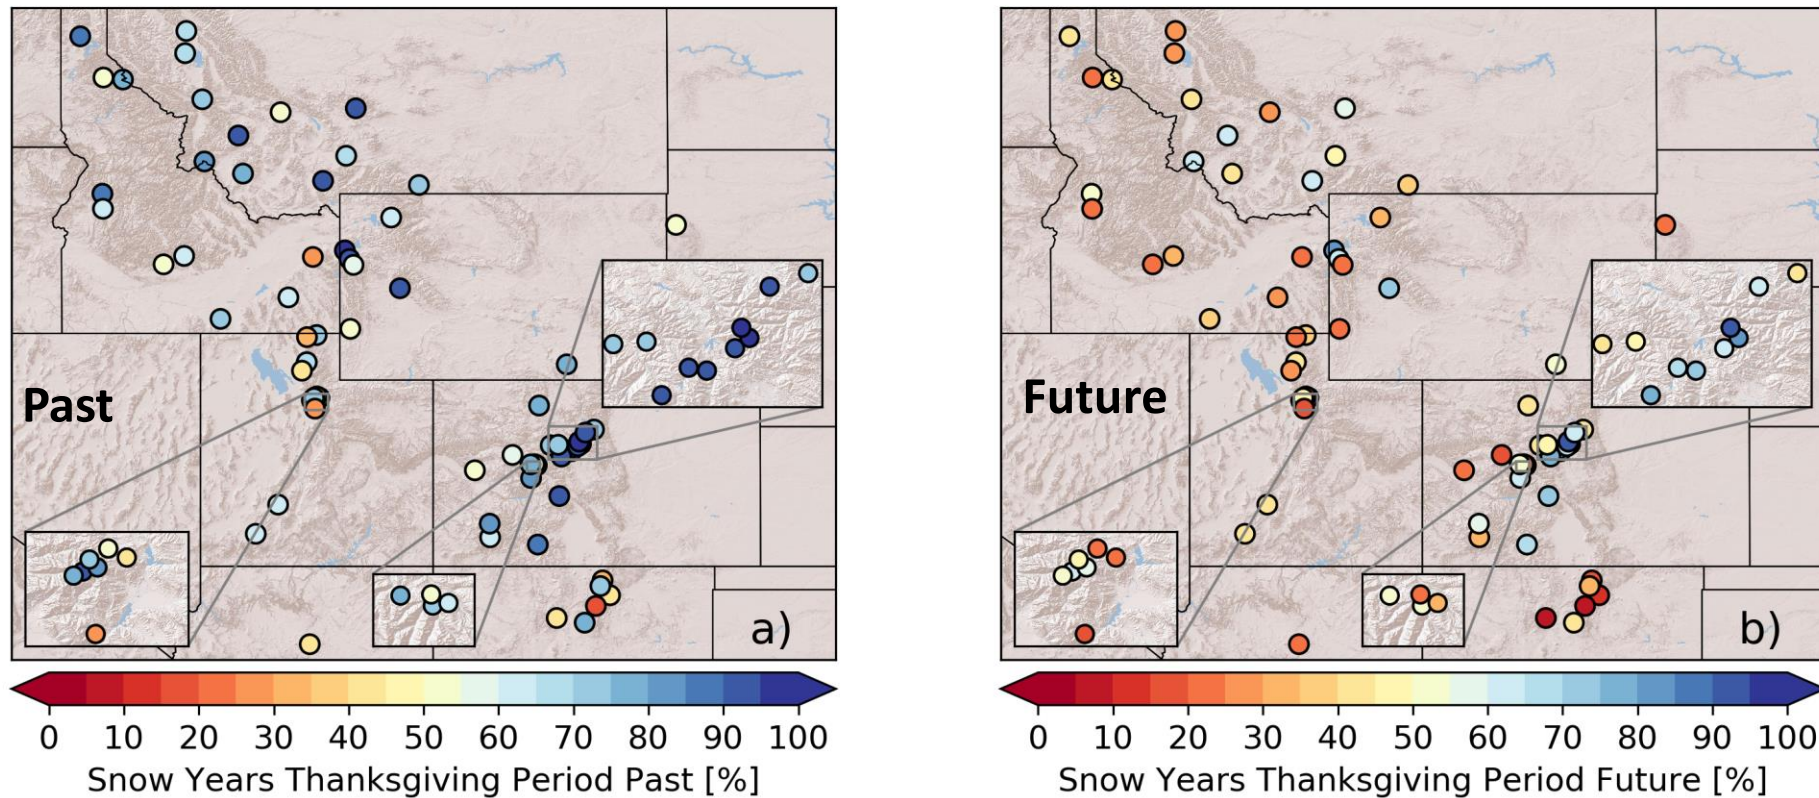 Past
a)
0 10 20 30 40 50 60 70 80 90 100
Snow Years Thanksgiving Period Past [%]
Future
b)
0 10 20 30 40 50 60 70 80 90 100
Snow Years Thanksgiving Period Future [%]